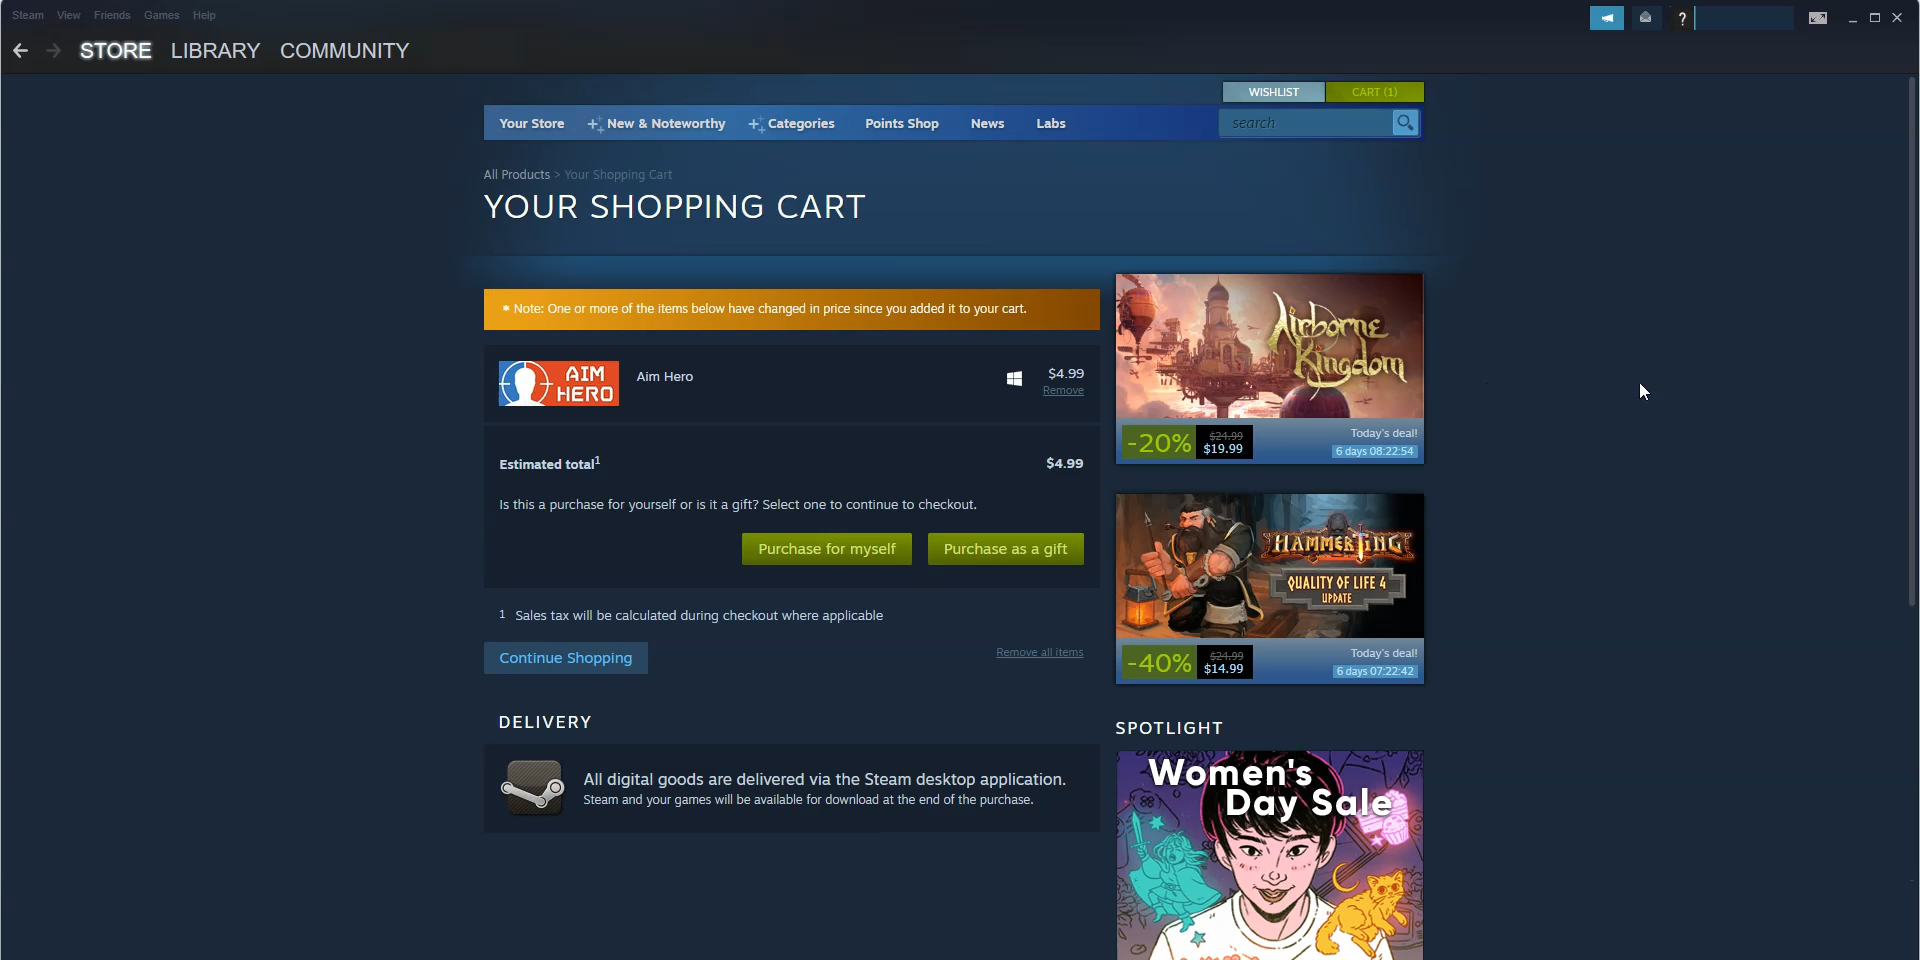 Steam View Friends Games Help
STORE LIBRARY COMMUNITY
WISHLIST CART (1)
Your Store New & Noteworthy Categories Points Shop News Labs search
All Products > Your Shopping Cart
YOUR SHOPPING CART
* Note: One or more of the items below have changed in price since you added it to your cart.
AIM HERO
Aim Hero
$4.99
Remove
Estimated total1
$4.99
Is this a purchase for yourself or is it a gift? Select one to continue to checkout.
Purchase for myself
Purchase as a gift
1 Sales tax will be calculated during checkout where applicable
Continue Shopping
Remove all items
DELIVERY
All digital goods are delivered via the Steam desktop application.
Steam and your games will be available for download at the end of the purchase.
Airborne
Kingdom
-20%
$24.99
$19.99
Today's deal!
6 days 08:22:54
HAMMERTING
QUALITY OF LIFE 4
UPDATE
-40%
$24.99
$14.99
Today's deal!
6 days 07:22:42
SPOTLIGHT
Women's
Day Sale